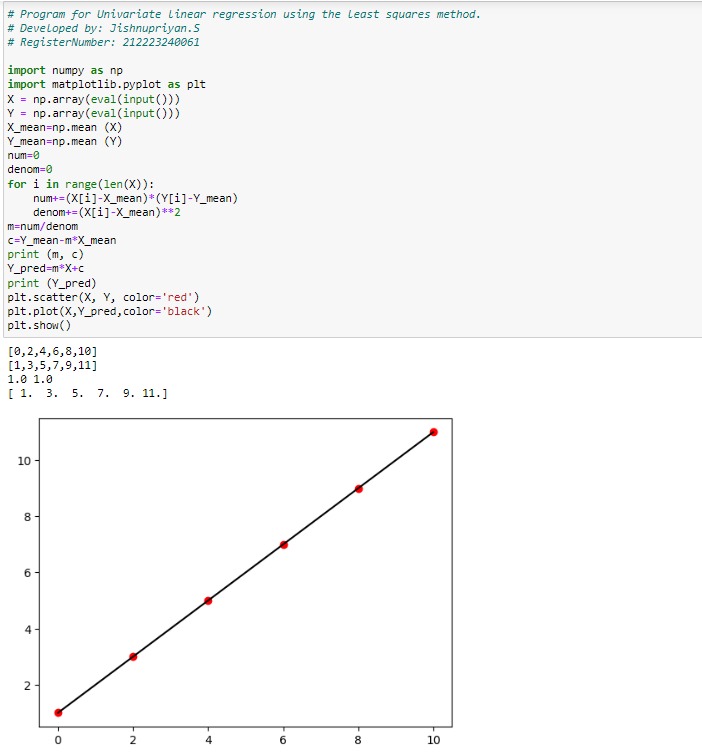 # Program for Univariate linear regression using the least squares method.
# Developed by: Jishnupriyan.S
# RegisterNumber: 212223240061
import numpy as np
import matplotlib.pyplot as plt
X = np.array(eval(input()))
Y = np.array(eval(input()))
X_mean=np.mean (X)
Y_mean=np.mean (Y)
num=0
denom=0
for i in range(len(X)):
    num+=(X[i]-X_mean)*(Y[i]-Y_mean)
    denom+=(X[i]-X_mean)**2
m=num/denom
c=Y_mean-m*X_mean
print (m, c)
Y_pred=m*X+c
print (Y_pred)
plt.scatter(X, Y, color='red')
plt.plot(X,Y_pred,color='black')
plt.show()
[0,2,4,6,8,10]
[1,3,5,7,9,11]
1.0 1.0
[ 1.  3.  5.  7.  9. 11.]
10
8
6
4
2
0 2 4 6 8 10